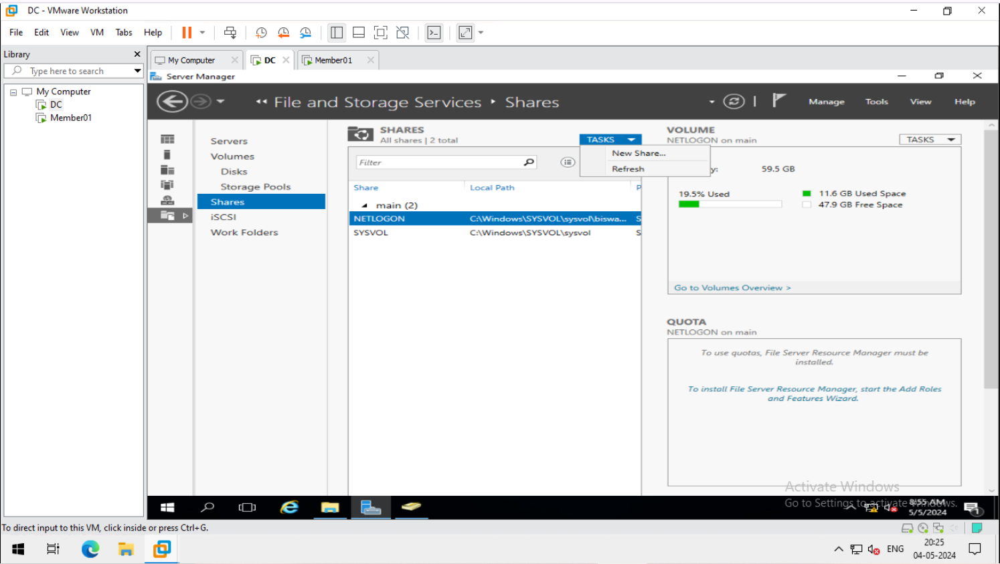 DC - VMware Workstation
File Edit View VM Tabs Help
Library
Type here to search
My Computer
DC
Member01
My Computer
DC
Member01
Server Manager
File and Storage Services ‣ Shares
Manage Tools View Help
Servers
Volumes
Disks
Storage Pools
Shares
iSCSI
Work Folders
SHARES
All shares | 2 total
TASKS
New Share...
Refresh
Filter
Share Local Path P
main (2)
NETLOGON C:\Windows\SYSVOL\sysvol\biswa... S
SYSVOL C:\Windows\SYSVOL\sysvol S
VOLUME
NETLOGON on main
TASKS
y: 59.5 GB
19.5% Used
11.6 GB Used Space
47.9 GB Free Space
Go to Volumes Overview >
QUOTA
NETLOGON on main
To use quotas, File Server Resource Manager must be
installed.
To install File Server Resource Manager, start the Add Roles
and Features Wizard.
Activate Windows
Go to Settings to activate Windows.
8:55 AM
5/5/2024
1
To direct input to this VM, click inside or press Ctrl+G.
ENG
20:25
04-05-2024